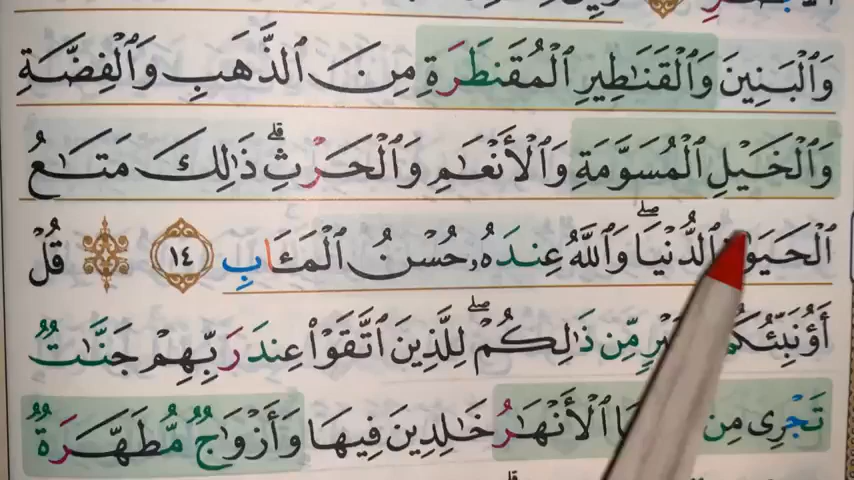 وَٱلْبَنِينَ وَٱلْقَنَٰطِيرِ ٱلْمُقَنطَرَةِ مِنَ ٱلذَّهَبِ وَٱلْفِضَّةِ
وَٱلْخَيْلِ ٱلْمُسَوَّمَةِ وَٱلْأَنْعَٰمِ وَٱلْحَرْثِ ۗ ذَٰلِكَ مَتَٰعُ
ٱلدُّنْيَا ۖ وَٱللَّهُ عِندَهُۥ حُسْنُ ٱلْمَـَٔابِ ١٤ ۞ قُلْ
مِّن ذَٰلِكُمْ ۖ لِلَّذِينَ ٱتَّقَوْا۟ عِندَ رَبِّهِمْ جَنَّٰتٌ
تَجْرِى مِن ٱلْأَنْهَٰرُ خَٰلِدِينَ فِيهَا وَأَزْوَٰجٌ مُّطَهَّرَةٌ